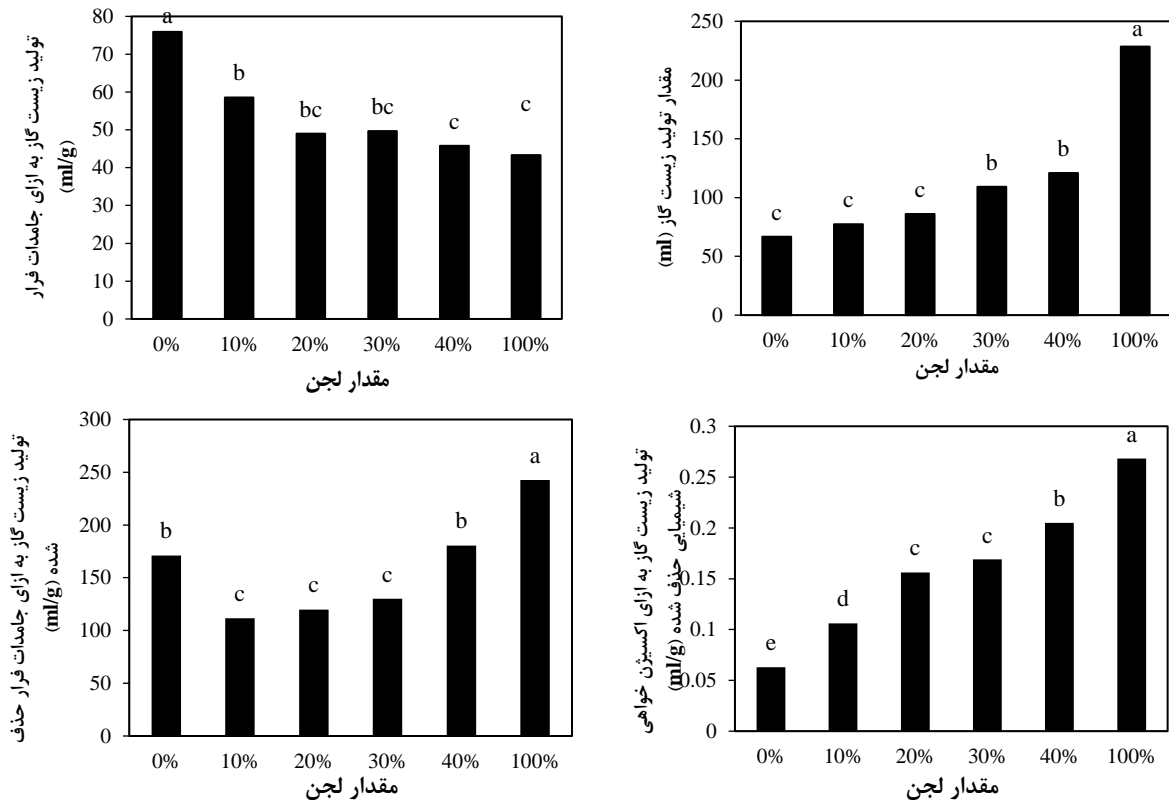 تولید زیست گاز به ازای جامدات فرار
(ml/g)
80
70
60
50
40
30
20
10
0
a
b
bc
bc
c
c
0% 10% 20% 30% 40% 100%
مقدار لجن
مقدار تولید زیست گاز (ml)
250
200
150
100
50
0
c
c
c
b
b
a
0% 10% 20% 30% 40% 100%
مقدار لجن
تولید زیست گاز به ازای جامدات فرار حذف
شده (ml/g)
300
250
200
150
100
50
0
b
c
c
c
b
a
0% 10% 20% 30% 40% 100%
مقدار لجن
تولید زیست گاز به ازای اکسیژن خواهی
شیمیایی حذف شده (ml/g)
0.3
0.25
0.2
0.15
0.1
0.05
0
e
d
c
c
b
a
0% 10% 20% 30% 40% 100%
مقدار لجن